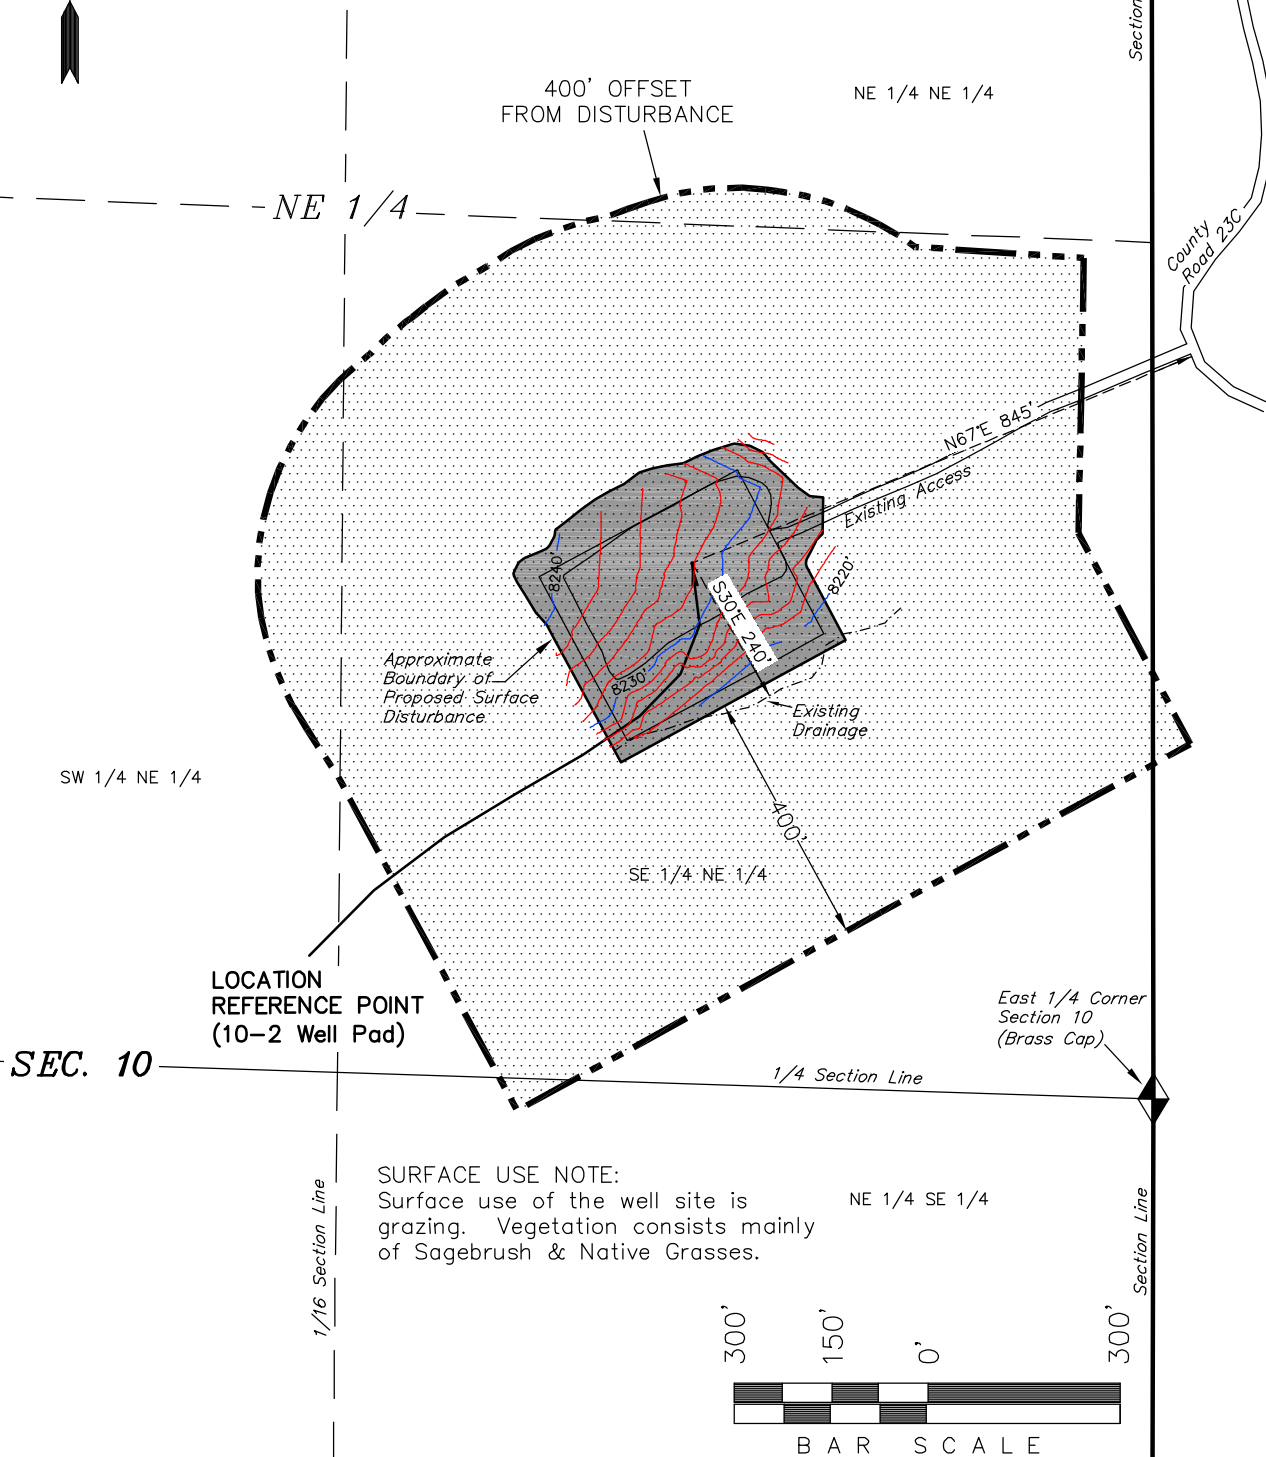 Section
400' OFFSET
FROM DISTURBANCE
NE 1/4 NE 1/4
NE 1/4
County
Road 23C
N67°E 845'
Existing Access
8240'
8220'
S30°E 240'
8230'
Approximate
Boundary of
Proposed Surface
Disturbance
Existing
Drainage
SW 1/4 NE 1/4
400'
SE 1/4 NE 1/4
LOCATION
REFERENCE POINT
(10-2 Well Pad)
East 1/4 Corner
Section 10
(Brass Cap)
SEC. 10
1/4 Section Line
SURFACE USE NOTE:
Surface use of the well site is
grazing. Vegetation consists mainly
of Sagebrush & Native Grasses.
NE 1/4 SE 1/4
1/16 Section Line
Section Line
300'
150'
0'
300'
BAR SCALE